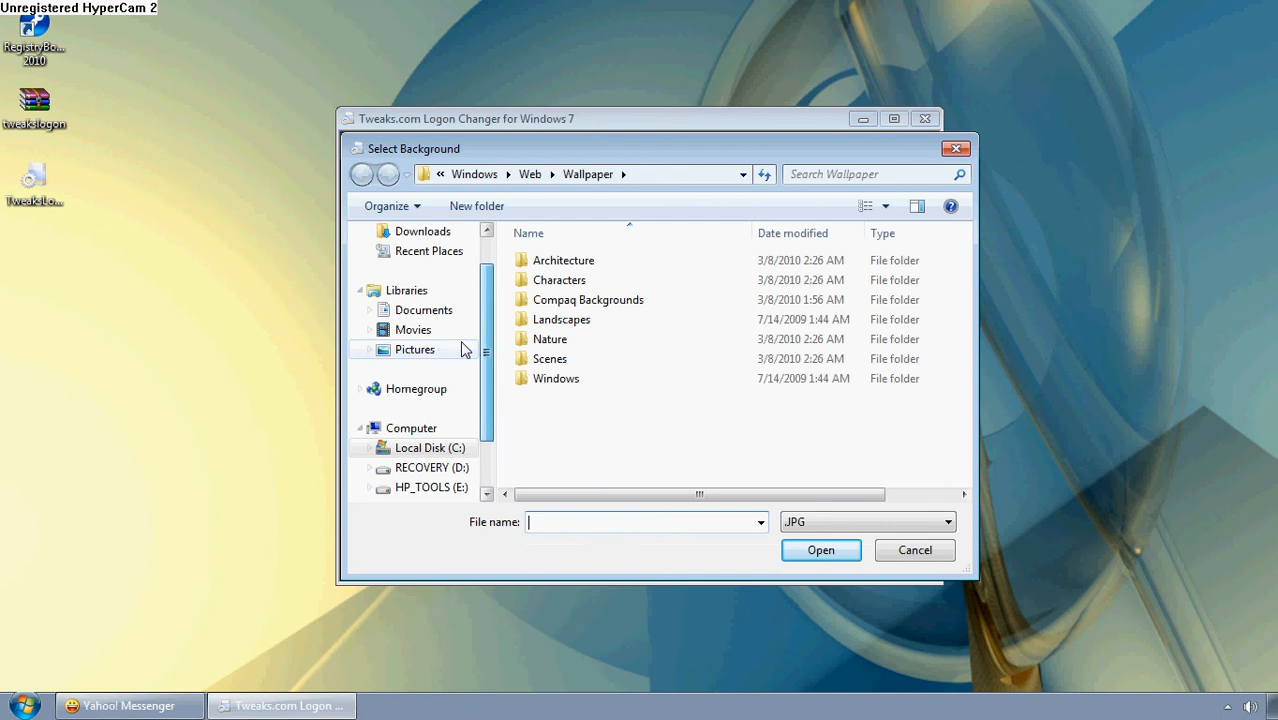 Unregistered HyperCam 2
RegistryBo...
2010
tweakslogon
TweaksLo...
Tweaks.com Logon Changer for Windows 7
Select Background
« Windows Web Wallpaper
Search Wallpaper
Organize
New folder
Downloads
Recent Places
Libraries
Documents
Movies
Pictures
Homegroup
Computer
Local Disk (C:)
RECOVERY (D:)
HP_TOOLS (E:)
Name Date modified Type
Architecture 3/8/2010 2:26 AM File folder
Characters 3/8/2010 2:26 AM File folder
Compaq Backgrounds 3/8/2010 1:56 AM File folder
Landscapes 7/14/2009 1:44 AM File folder
Nature 3/8/2010 2:26 AM File folder
Scenes 3/8/2010 2:26 AM File folder
Windows 7/14/2009 1:44 AM File folder
File name:
.JPG
Open
Cancel
Yahoo! Messenger
Tweaks.com Logon ...